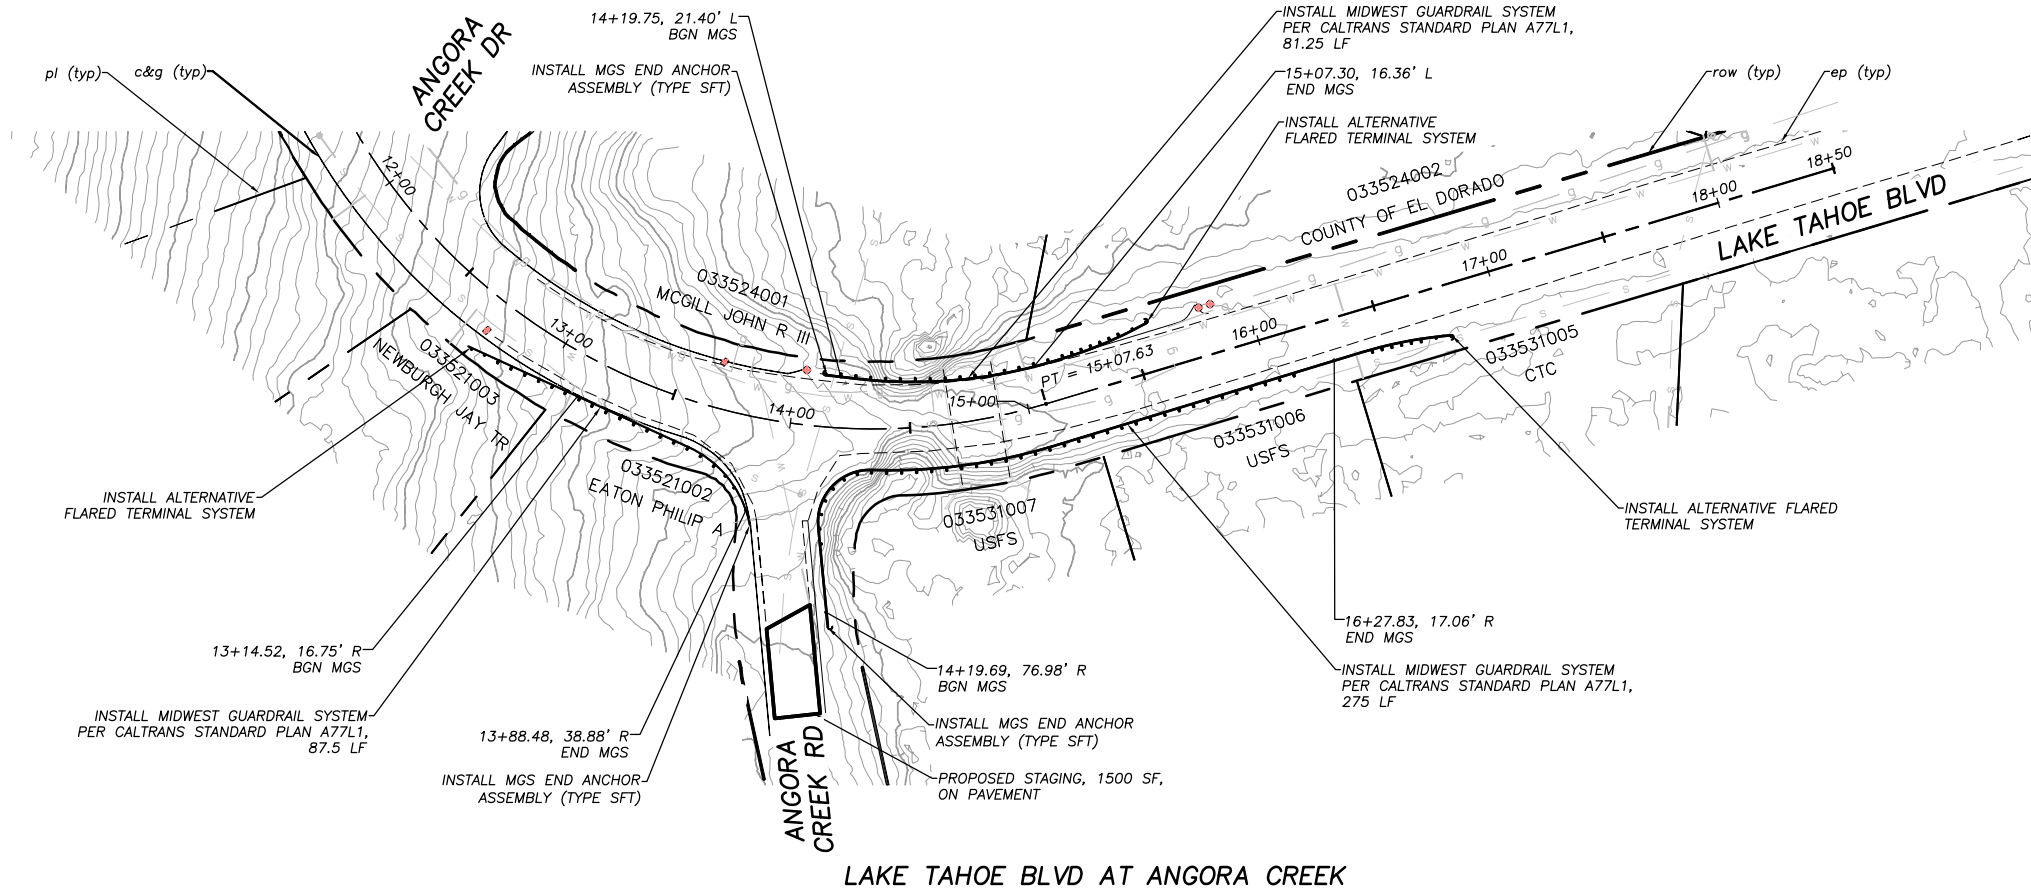 14+19.75, 21.40' L
BGN MGS
INSTALL MGS END ANCHOR
ASSEMBLY (TYPE SFT)
ANGORA
CREEK DR
pl (typ)
c&g (typ)
INSTALL MIDWEST GUARDRAIL SYSTEM
PER CALTRANS STANDARD PLAN A77L1,
81.25 LF
15+07.30, 16.36' L
END MGS
INSTALL ALTERNATIVE
FLARED TERMINAL SYSTEM
row (typ)
ep (typ)
12+00
13+00
14+00
15+00
PT = 15+07.63
16+00
17+00
18+00
18+50
033524002
COUNTY OF EL DORADO
LAKE TAHOE BLVD
033524001
MCGILL JOHN R III
033521003
NEWBURGH JAY TR
033521002
EATON PHILIP A
033531007
USFS
033531006
USFS
033531005
CTC
INSTALL ALTERNATIVE
FLARED TERMINAL SYSTEM
INSTALL ALTERNATIVE FLARED
TERMINAL SYSTEM
13+14.52, 16.75' R
BGN MGS
INSTALL MIDWEST GUARDRAIL SYSTEM
PER CALTRANS STANDARD PLAN A77L1,
87.5 LF
13+88.48, 38.88' R
END MGS
INSTALL MGS END ANCHOR
ASSEMBLY (TYPE SFT)
16+27.83, 17.06' R
END MGS
INSTALL MIDWEST GUARDRAIL SYSTEM
PER CALTRANS STANDARD PLAN A77L1,
275 LF
14+19.69, 76.98' R
BGN MGS
INSTALL MGS END ANCHOR
ASSEMBLY (TYPE SFT)
PROPOSED STAGING, 1500 SF,
ON PAVEMENT
ANGORA
CREEK RD
LAKE TAHOE BLVD AT ANGORA CREEK